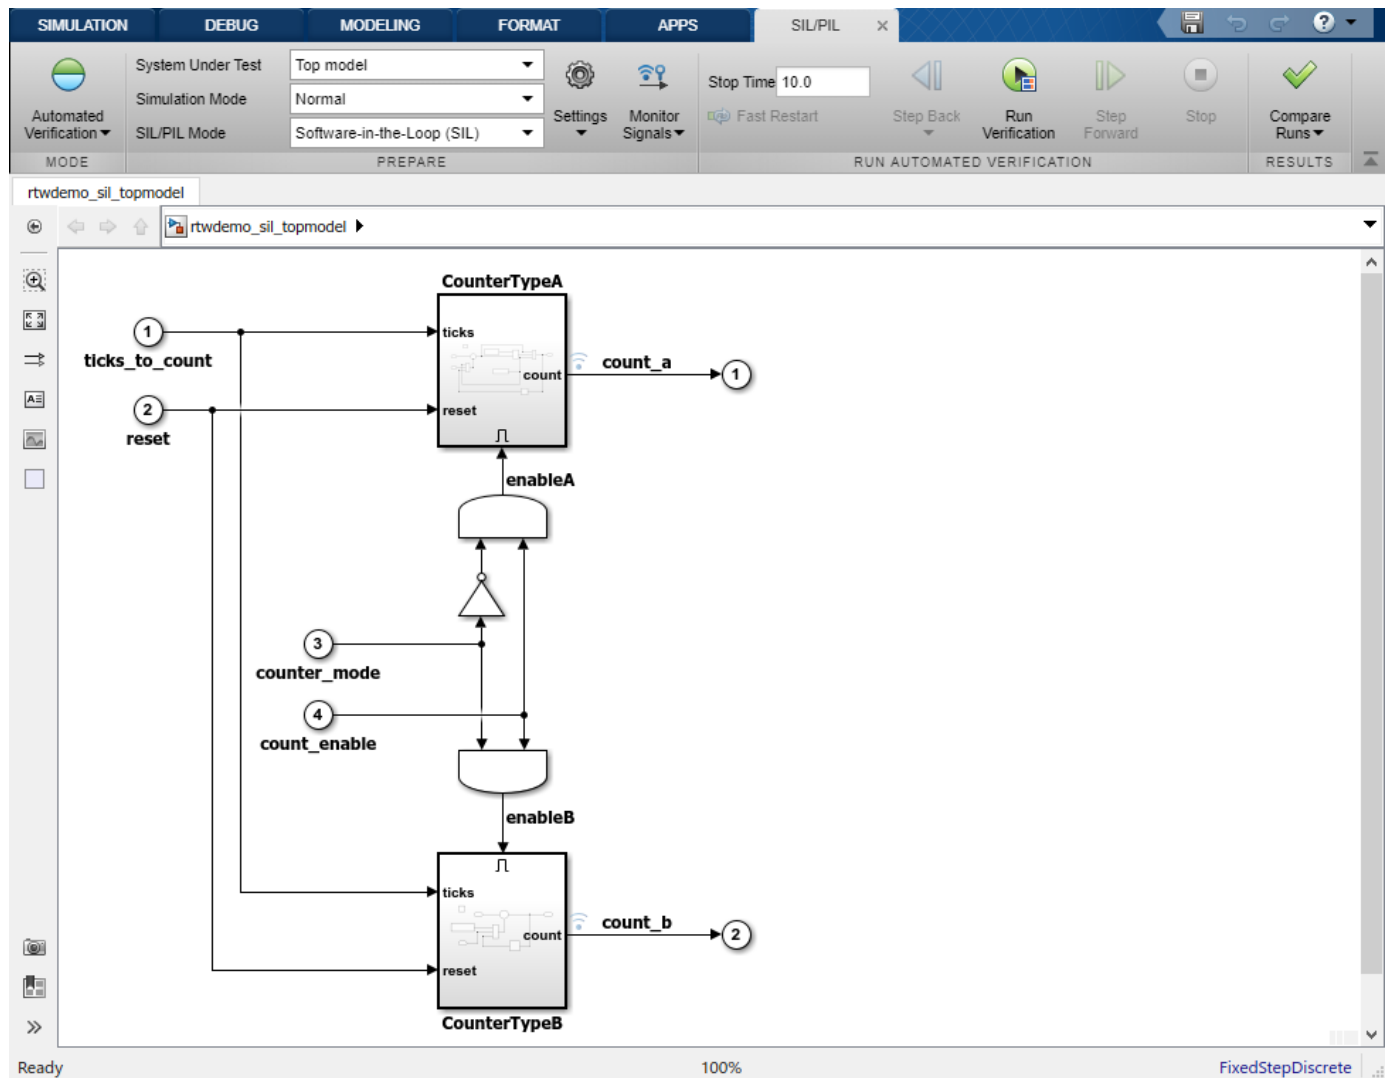 SIMULATION DEBUG MODELING FORMAT APPS SIL/PIL
System Under Test Top model
Simulation Mode Normal
SIL/PIL Mode Software-in-the-Loop (SIL)
Automated
Verification
Settings
Monitor
Signals
Stop Time 10.0
Fast Restart
Step Back
Run
Verification
Step
Forward
Stop
Compare
Runs
MODE PREPARE RUN AUTOMATED VERIFICATION RESULTS
rtwdemo_sil_topmodel
rtwdemo_sil_topmodel
CounterTypeA
1 ticks
ticks_to_count
count count_a 1
2 reset
reset
enableA
3
counter_mode
4
count_enable
enableB
ticks
count count_b 2
reset
CounterTypeB
Ready 100% FixedStepDiscrete